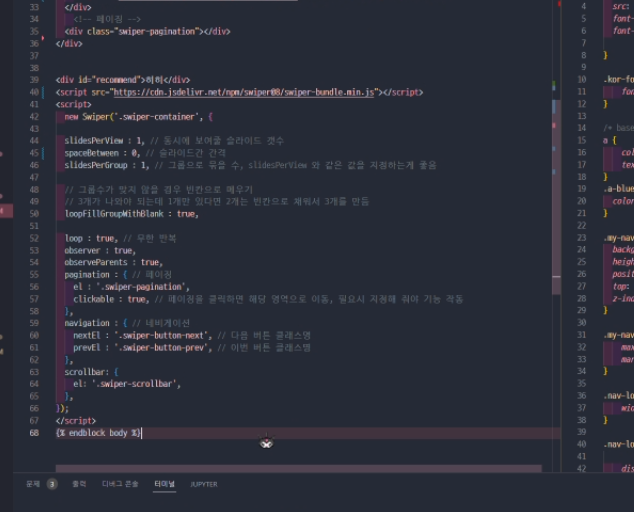 33 </div>
34 <!-- 페이징 -->
35 <div class="swiper-pagination"></div>
36 </div>
37
38
39 <div id="recommend">히히</div>
40 <script src="https://cdn.jsdelivr.net/npm/swiper@8/swiper-bundle.min.js"></script>
41 <script>
42 new Swiper('.swiper-container', {
43
44 slidesPerView : 1, // 동시에 보여줄 슬라이드 갯수
45 spaceBetween : 0, // 슬라이드간 간격
46 slidesPerGroup : 1, // 그룹으로 묶을 수, slidesPerView 와 같은 값을 지정하는게 좋음
47
48 // 그룹수가 맞지 않을 경우 빈칸으로 메우기
49 // 3개가 나와야 되는데 1개만 있다면 2개는 빈칸으로 채워서 3개를 만듬
50 loopFillGroupWithBlank : true,
51
52 loop : true, // 무한 반복
53 observer : true,
54 observeParents : true,
55 pagination : { // 페이징
56 el : '.swiper-pagination',
57 clickable : true, // 페이징을 클릭하면 해당 영역으로 이동, 필요시 지정해 줘야 기능 작동
58 },
59 navigation : { // 네비게이션
60 nextEl : '.swiper-button-next', // 다음 버튼 클래스명
61 prevEl : '.swiper-button-prev', // 이번 버튼 클래스명
62 },
63 scrollbar: {
64 el: '.swiper-scrollbar',
65 },
66 });
67 </script>
68 {% endblock body %}
문제 3 출력 디버그 콘솔 터미널 JUPYTER
4 src:
5 font-
6 font-
7
8 }
9
10 .kor-fon
11 fon
12 }
13
14 /* base
15 a {
16 col
17 tex
18 }
19 .a-blue
20 color
21 }
22
23 .my-nav
24 backg
25 heigh
26 posit
27 top:
28 z-ind
29 }
30
31 .my-nav
32 max
33 mar
34 }
35
36 .nav-lo
37 wid
38 }
39
40 .nav-lo
41
42 dis